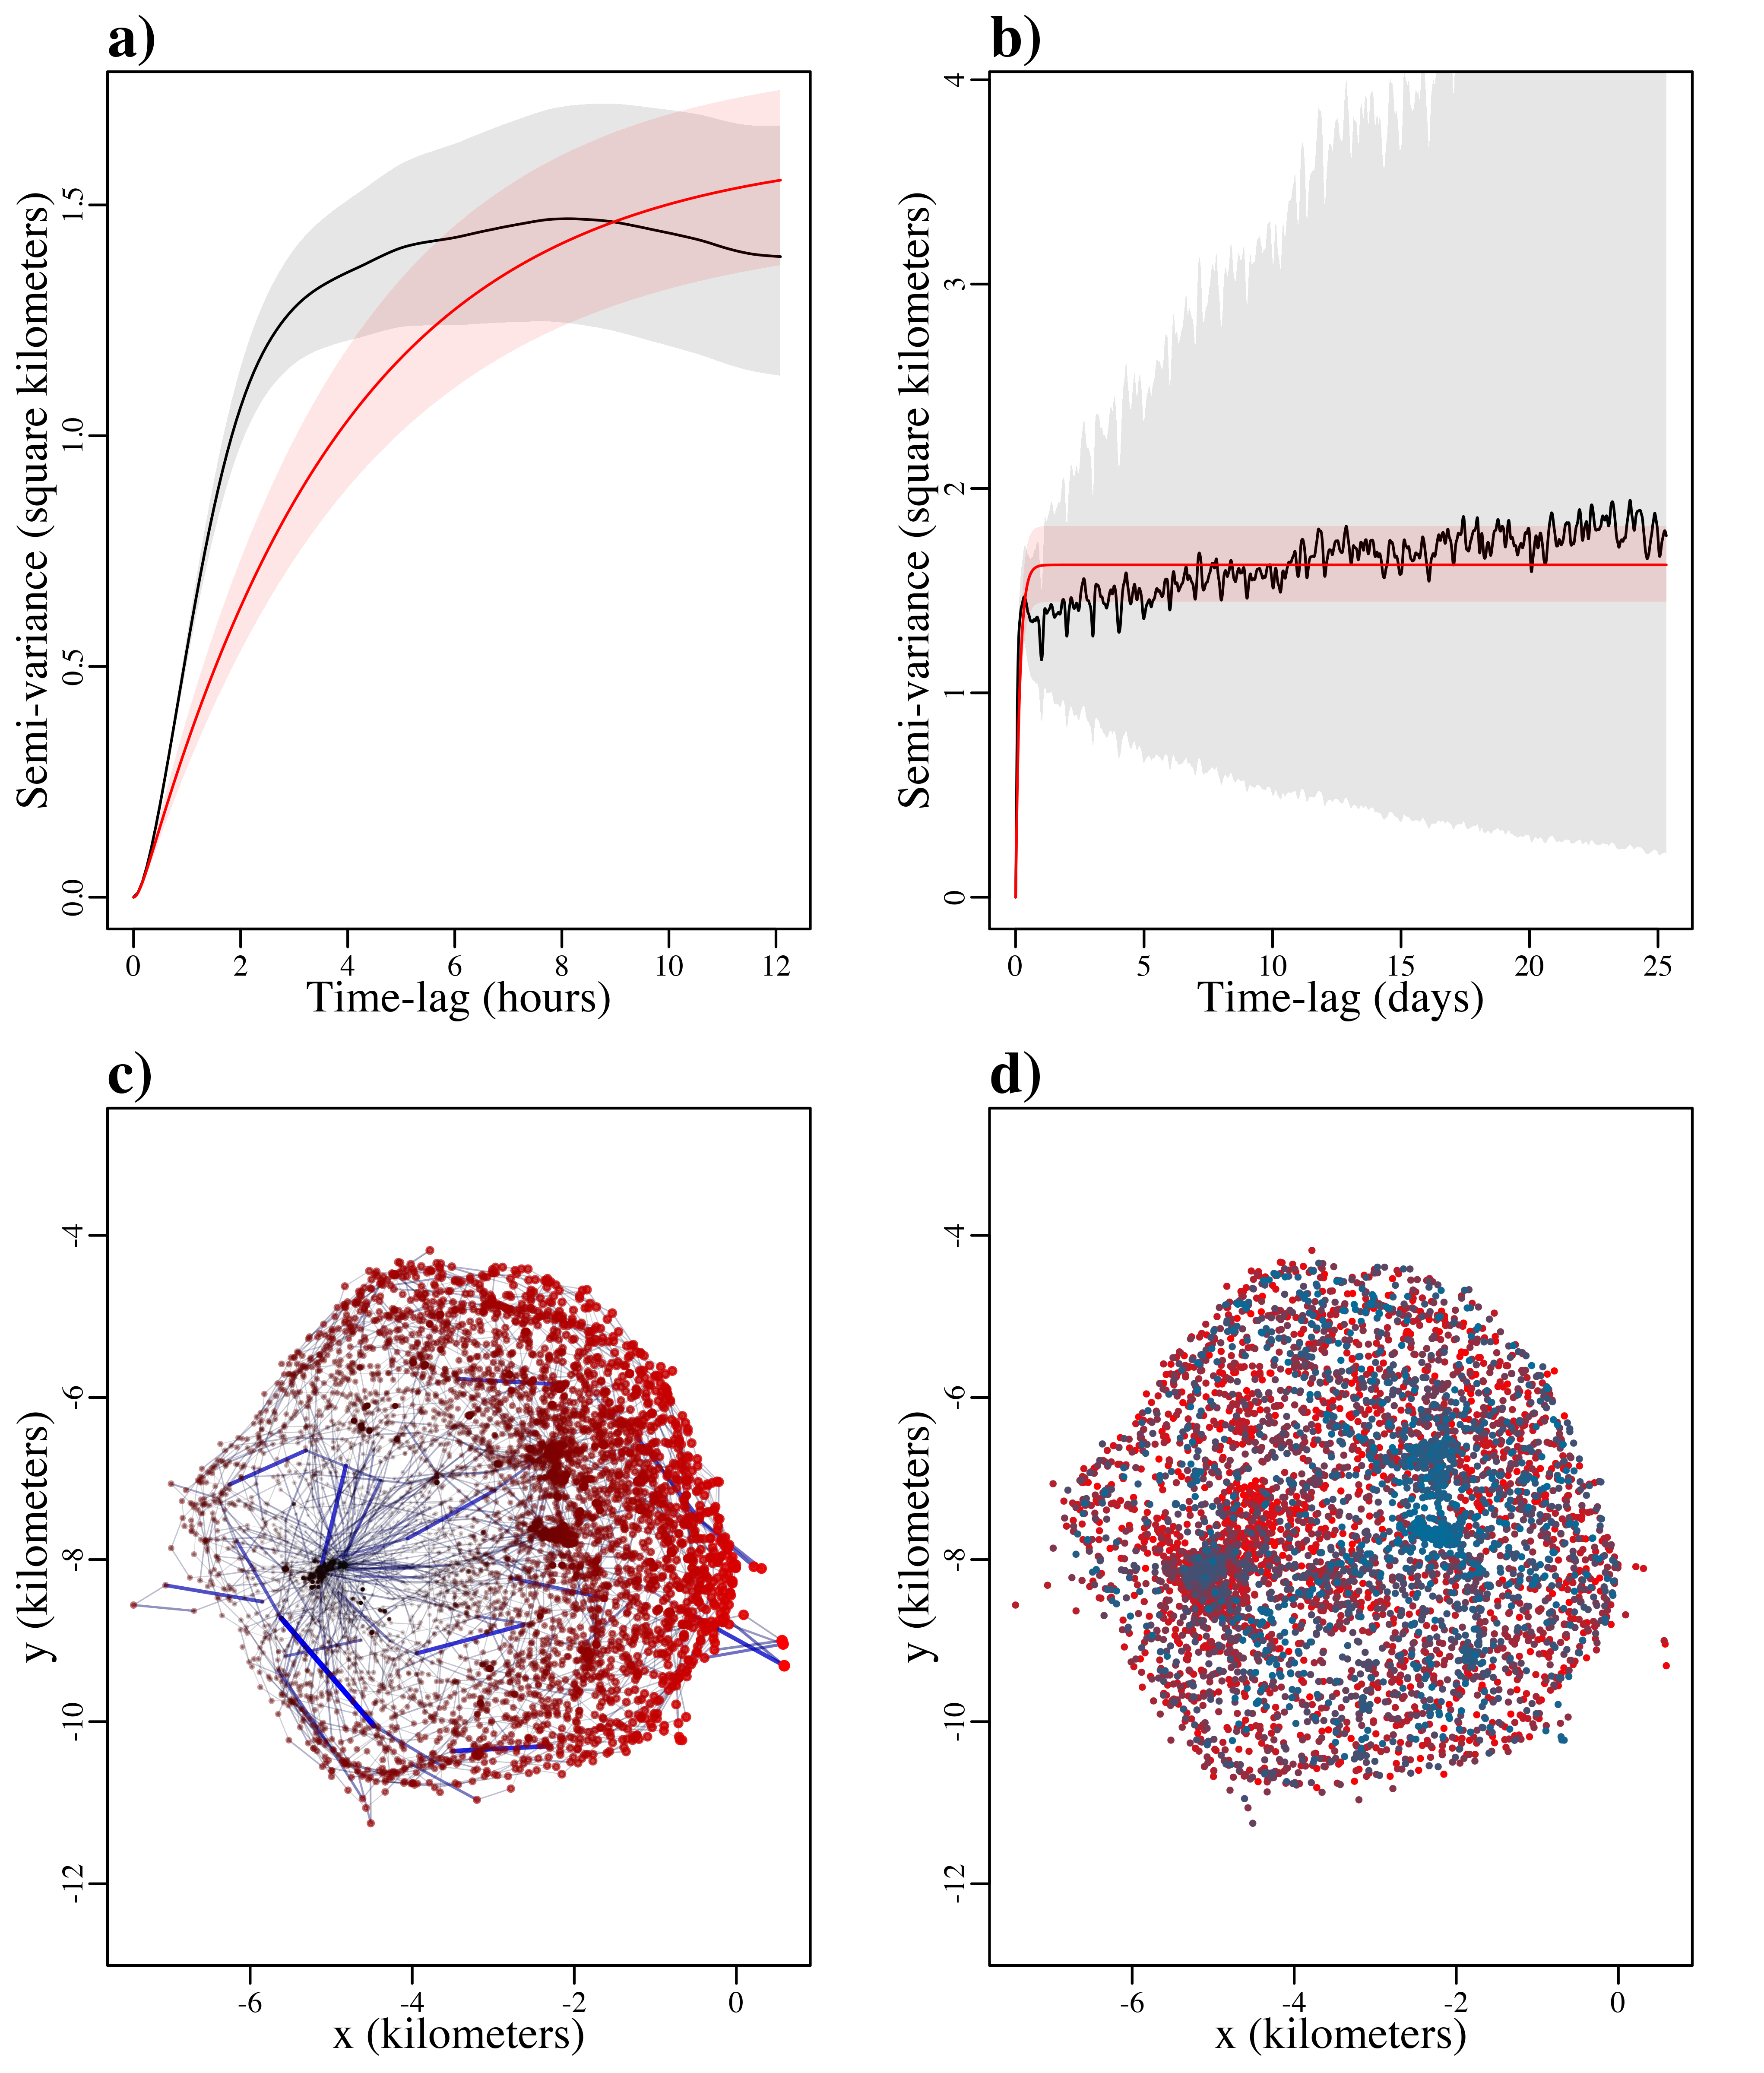 a)
Semi-variance (square kilometers)
0.0 0.5 1.0 1.5
0 2 4 6 8 10 12
Time-lag (hours)
b)
Semi-variance (square kilometers)
0 1 2 3 4
0 5 10 15 20 25
Time-lag (days)
c)
y (kilometers)
-12 -10 -8 -6 -4
-6 -4 -2 0
x (kilometers)
d)
y (kilometers)
-12 -10 -8 -6 -4
-6 -4 -2 0
x (kilometers)